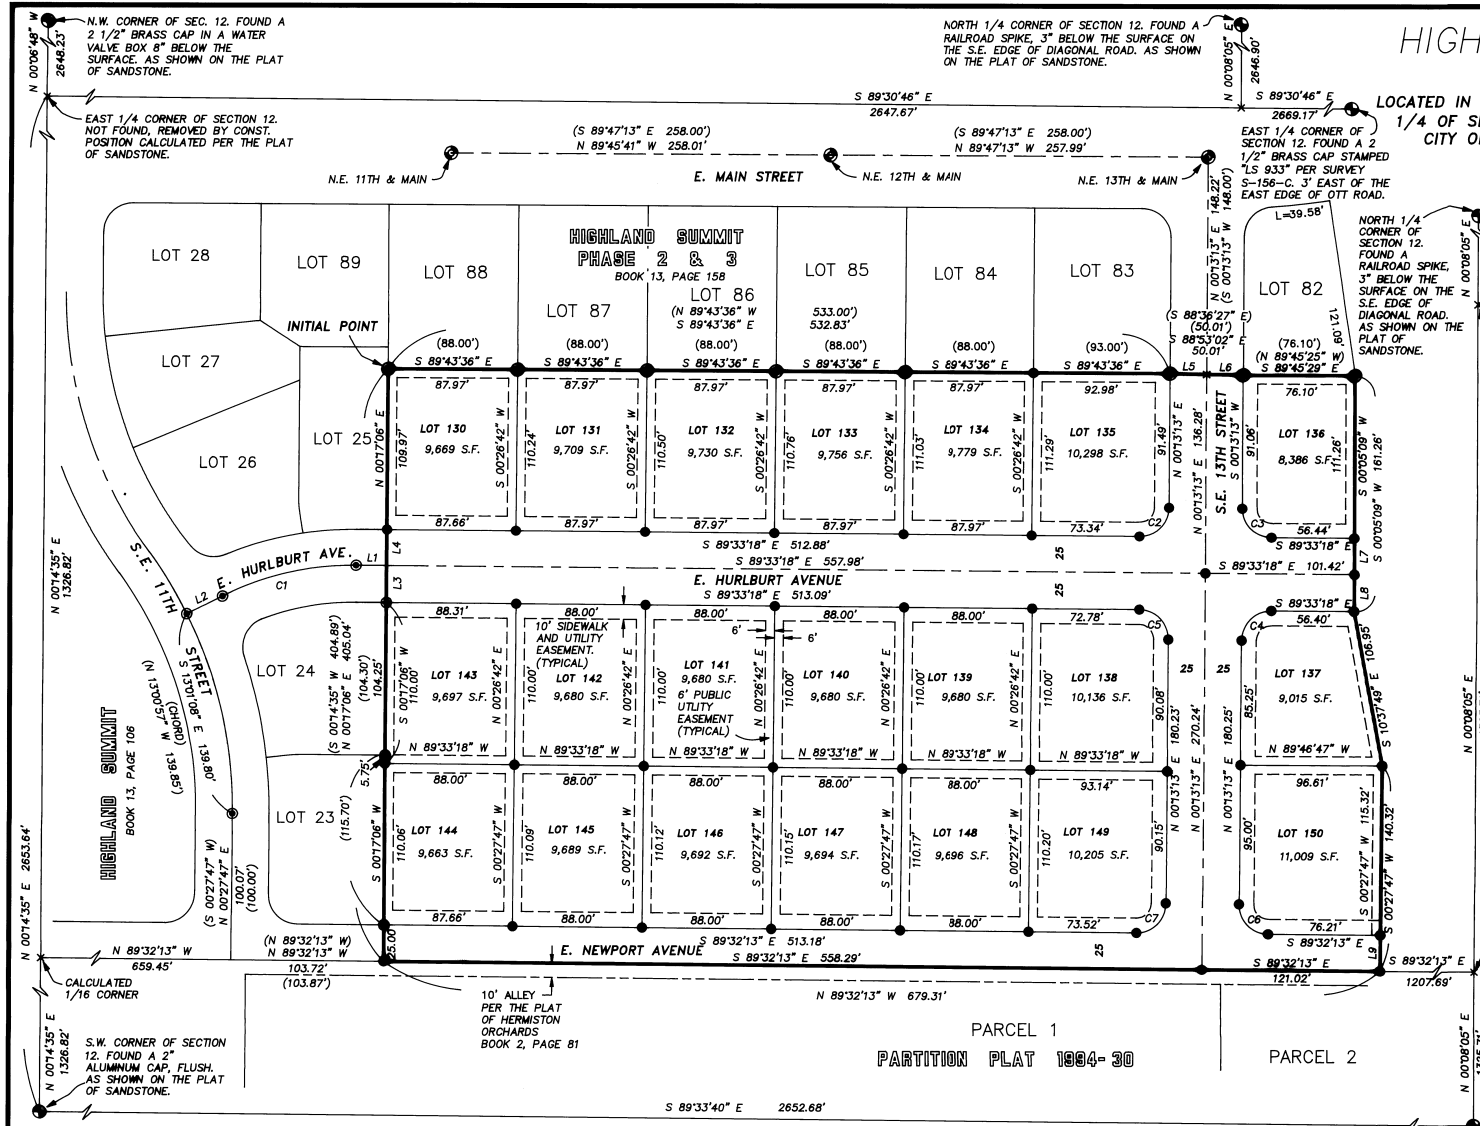 N.W. CORNER OF SEC. 12. FOUND A
2 1/2" BRASS CAP IN A WATER
VALVE BOX 8" BELOW THE
SURFACE. AS SHOWN ON THE PLAT
OF SANDSTONE.
N 00°06'48" W
2648.23'
EAST 1/4 CORNER OF SECTION 12.
NOT FOUND, REMOVED BY CONST.
POSITION CALCULATED PER THE PLAT
OF SANDSTONE.
NORTH 1/4 CORNER OF SECTION 12. FOUND A
RAILROAD SPIKE, 3" BELOW THE SURFACE ON
THE S.E. EDGE OF DIAGONAL ROAD. AS SHOWN
ON THE PLAT OF SANDSTONE.
N 00°08'05" E
2646.90'
HIGH
S 89°30'46" E
2647.67'
S 89°30'46" E
2669.17'
LOCATED IN
1/4 OF S
CITY O
EAST 1/4 CORNER OF
SECTION 12. FOUND A 2
1/2" BRASS CAP STAMPED
"LS 933" PER SURVEY
S-156-C. 3' EAST OF THE
EAST EDGE OF OTT ROAD.
(S 89°47'13" E 258.00')
N 89°45'41" W 258.01'
(S 89°47'13" E 258.00')
N 89°47'13" W 257.99'
N.E. 11TH & MAIN
E. MAIN STREET
N.E. 12TH & MAIN
N.E. 13TH & MAIN
N 00°13'13" E 148.22'
(S 00°13'13" W 148.00')
L=39.58'
NORTH 1/4
CORNER OF
SECTION 12.
FOUND A
RAILROAD SPIKE,
3" BELOW THE
SURFACE ON THE
S.E. EDGE OF
DIAGONAL ROAD.
AS SHOWN ON THE
PLAT OF
SANDSTONE.
N 00°08'05" E
LOT 28
LOT 89
LOT 88
HIGHLAND SUMMIT
PHASE 2 & 3
BOOK 13, PAGE 158
LOT 87
LOT 86
LOT 85
LOT 84
LOT 83
LOT 82
121.09'
(N 89°43'36" W 533.00')
S 89°43'36" E 532.83'
INITIAL POINT
LOT 27
LOT 25
LOT 26
(88.00') (88.00') (88.00') (88.00') (88.00') (93.00')
S 89°43'36" E S 89°43'36" E S 89°43'36" E S 89°43'36" E S 89°43'36" E S 89°43'36" E
(S 88°36'27" E)
(50.01')
S 88°53'02" E
50.01'
L5 L6
(76.10')
(N 89°45'25" W)
S 89°45'29" E
87.97' 87.97' 87.97' 87.97' 87.97' 92.98' 76.10'
LOT 130
9,669 S.F.
LOT 131
9,709 S.F.
LOT 132
9,730 S.F.
LOT 133
9,756 S.F.
LOT 134
9,779 S.F.
LOT 135
10,298 S.F.
LOT 136
8,386 S.F.
N 00°17'06" E
109.97'
S 00°26'42" W
110.24'
S 00°26'42" W
110.50'
S 00°26'42" W
110.76'
S 00°26'42" W
111.03'
S 00°26'42" W
111.29'
91.49'
N 00°13'13" E
N 00°13'13" E 136.28'
S.E. 13TH STREET
S 00°13'13" W
91.06'
111.26'
S 00°05'09" W
S 00°05'09" W 161.26'
87.66' 87.97' 87.97' 87.97' 87.97' 73.34' C2 C3 56.44'
S 89°33'18" E 512.88'
S 89°33'18" E
L4
L7
S.E. 11TH
STREET
E. HURLBURT AVE.
L2
C1
L1
S 89°33'18" E 557.98'
25
S 89°33'18" E 101.42'
E. HURLBURT AVENUE
L3
L8
S 89°33'18" E 513.09'
25
S 89°33'18" E
88.31' 88.00' 88.00' 88.00' 88.00' 72.78' C5 C4 56.40'
N 00°14'35" E
1326.82'
S 13°01'08" E 139.80'
(CHORD)
(N 13°00'57" W 139.85')
LOT 24
(S 00°14'35" W 404.89')
N 00°17'06" E 405.04'
(104.30')
104.25'
10' SIDEWALK
AND UTILITY
EASEMENT.
(TYPICAL)
6' 6'
LOT 143
9,697 S.F.
LOT 142
9,680 S.F.
LOT 141
9,680 S.F.
6' PUBLIC
UTLITY
EASEMENT
(TYPICAL)
LOT 140
9,680 S.F.
LOT 139
9,680 S.F.
LOT 138
10,136 S.F.
LOT 137
9,015 S.F.
S 00°17'06" W
110.00'
N 00°26'42" E
110.00'
N 00°26'42" E
110.00'
N 00°26'42" E
110.00'
N 00°26'42" E
110.00'
N 00°26'42" E
110.00'
90.08'
25 25
85.25'
106.95'
S 10°37'49" E
N 00°13'13" E 180.23'
N 00°13'13" E 270.24'
N 00°13'13" E 180.25'
N 89°33'18" W N 89°33'18" W N 89°33'18" W N 89°33'18" W N 89°33'18" W N 89°33'18" W N 89°46'47" W
5.75'
88.00' 88.00' 88.00' 88.00' 88.00' 93.14' 96.61'
HIGHLAND SUMMIT
BOOK 13, PAGE 106
LOT 23
(115.70')
S 00°17'06" W
LOT 144
9,663 S.F.
LOT 145
9,689 S.F.
LOT 146
9,692 S.F.
LOT 147
9,694 S.F.
LOT 148
9,696 S.F.
LOT 149
10,205 S.F.
LOT 150
11,009 S.F.
110.06'
S 00°27'47" W
110.09'
S 00°27'47" W
110.12'
S 00°27'47" W
110.15'
S 00°27'47" W
110.17'
S 00°27'47" W
110.20'
90.15'
95.00'
S 00°27'47" W 115.32'
S 00°27'47" W 140.32'
(S 00°27'47" W)
N 00°27'47" E
100.07'
(100.00')
87.66' 88.00' 88.00' 88.00' 88.00' 73.52' C7 C6 76.21'
N 00°14'35" E 2653.64'
25.00'
S 89°32'13" E 513.18'
S 89°32'13" E
N 89°32'13" W
659.45'
(N 89°32'13" W)
N 89°32'13" W
103.72'
(103.87')
E. NEWPORT AVENUE
S 89°32'13" E 558.29'
25
L9
S 89°32'13" E
121.02'
S 89°32'13" E
1207.69'
CALCULATED
1/16 CORNER
10' ALLEY
PER THE PLAT
OF HERMISTON
ORCHARDS
BOOK 2, PAGE 81
N 89°32'13" W 679.31'
N 00°14'35" E
1326.82'
S.W. CORNER OF SECTION
12. FOUND A 2"
ALUMINUM CAP, FLUSH.
AS SHOWN ON THE PLAT
OF SANDSTONE.
PARCEL 1
PARTITION PLAT 1994-30
PARCEL 2
N 00°08'05" E
N 00°08'05" E
S 89°33'40" E 2652.68'